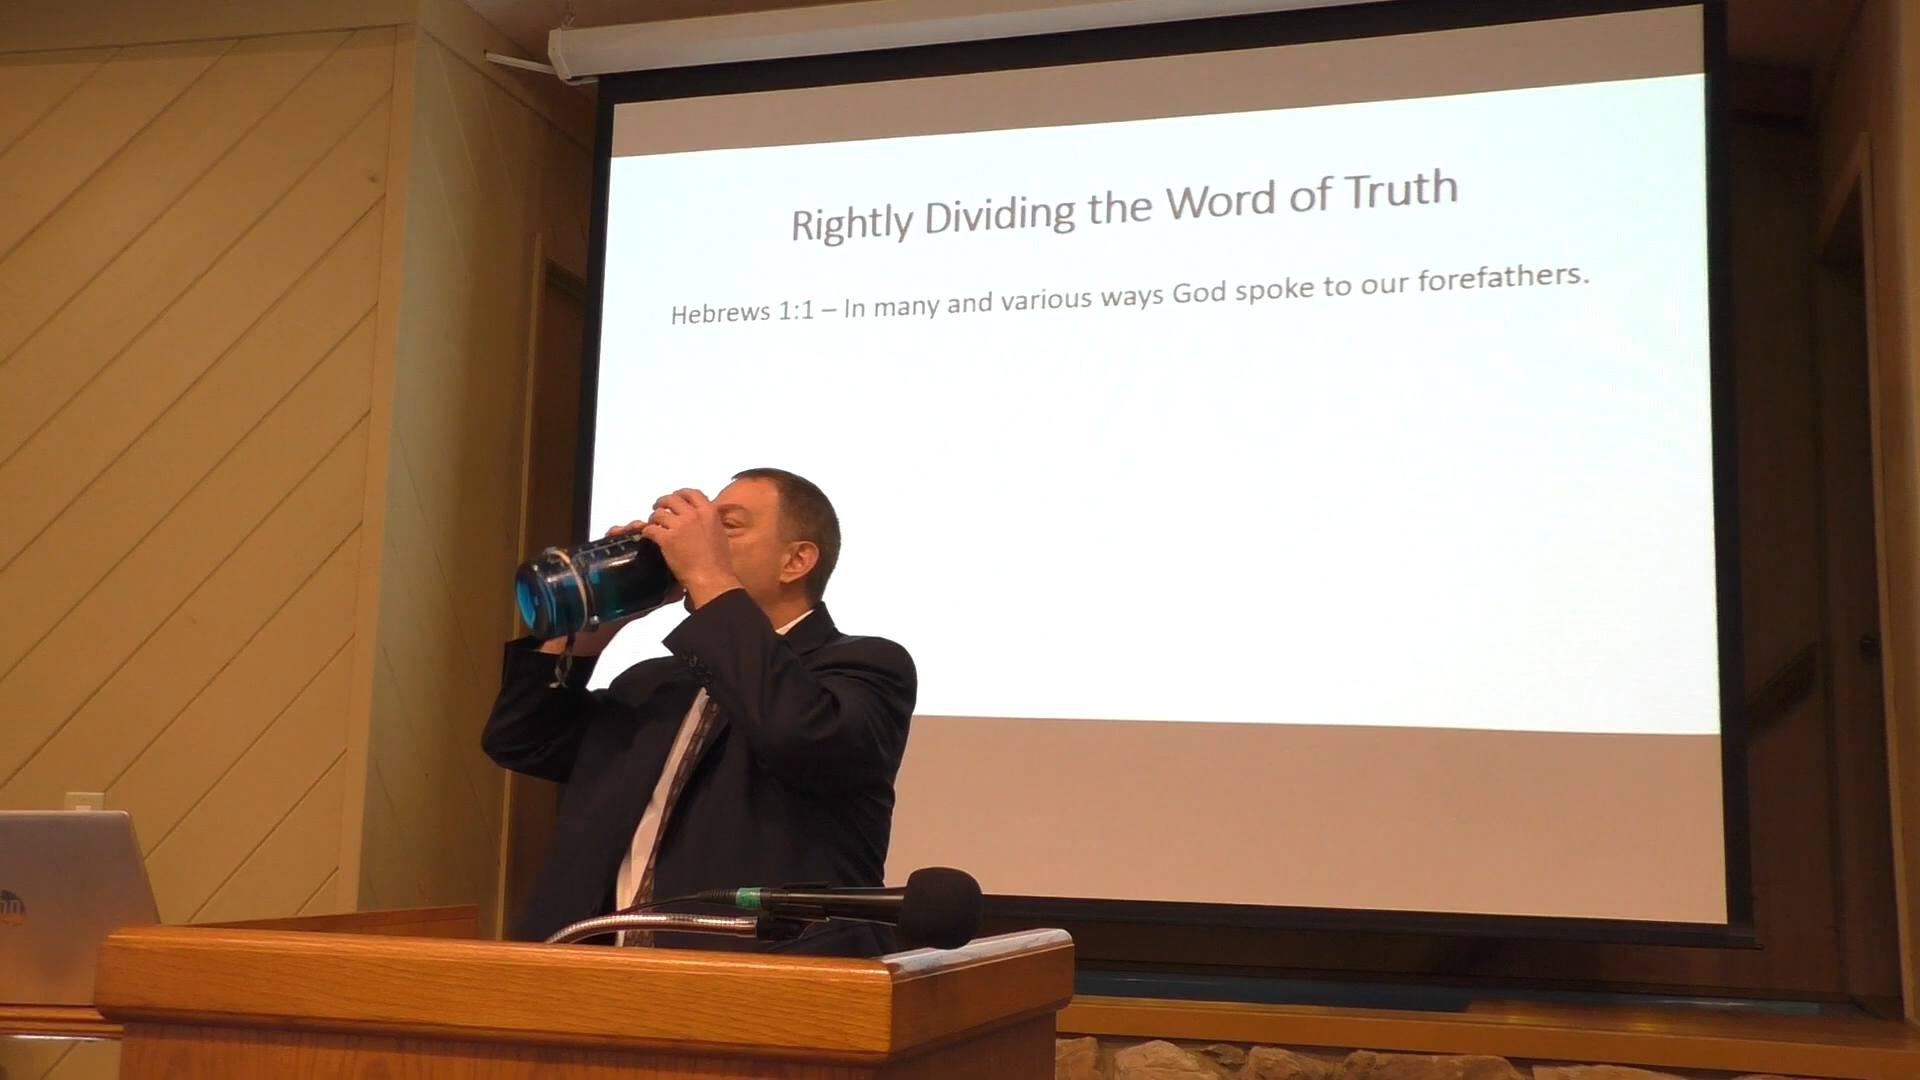 Rightly Dividing the Word of Truth
Hebrews 1:1 – In many and various ways God spoke to our forefathers.